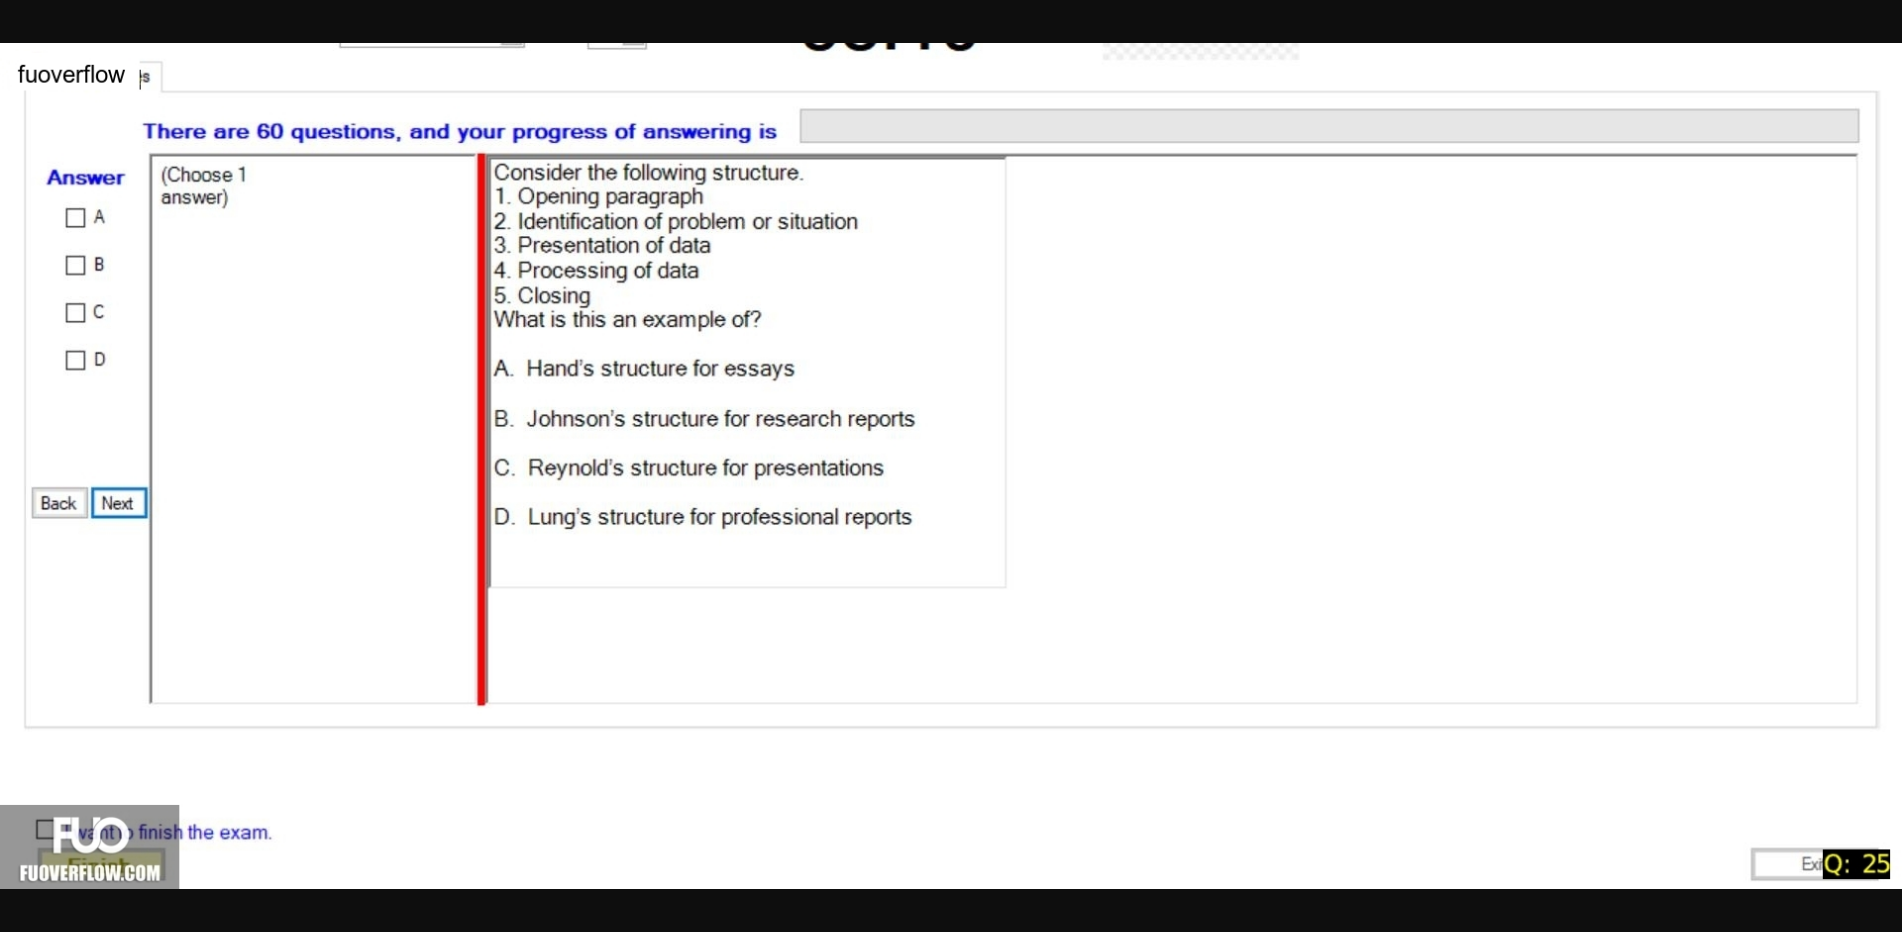 fuoverflow
There are 60 questions, and your progress of answering is
Answer
A
B
C
D
Back Next
(Choose 1
answer)
Consider the following structure.
1. Opening paragraph
2. Identification of problem or situation
3. Presentation of data
4. Processing of data
5. Closing
What is this an example of?
A. Hand's structure for essays
B. Johnson's structure for research reports
C. Reynold's structure for presentations
D. Lung's structure for professional reports
I want to finish the exam.
FUO
Finish
FUOVERFLOW.COM
Q: 25